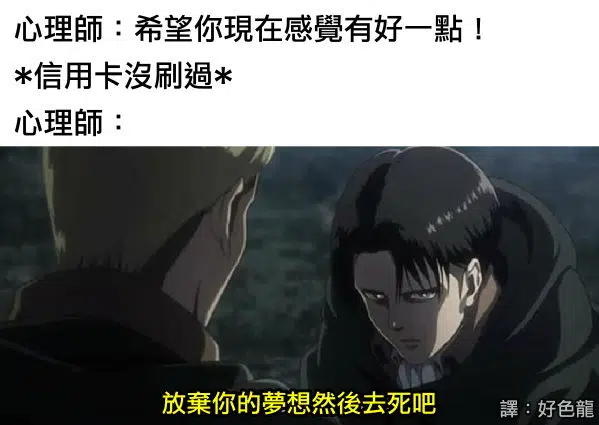 心理師：希望你現在感覺有好一點！
*信用卡沒刷過*
心理師：
放棄你的夢想然後去死吧
譯：好色龍